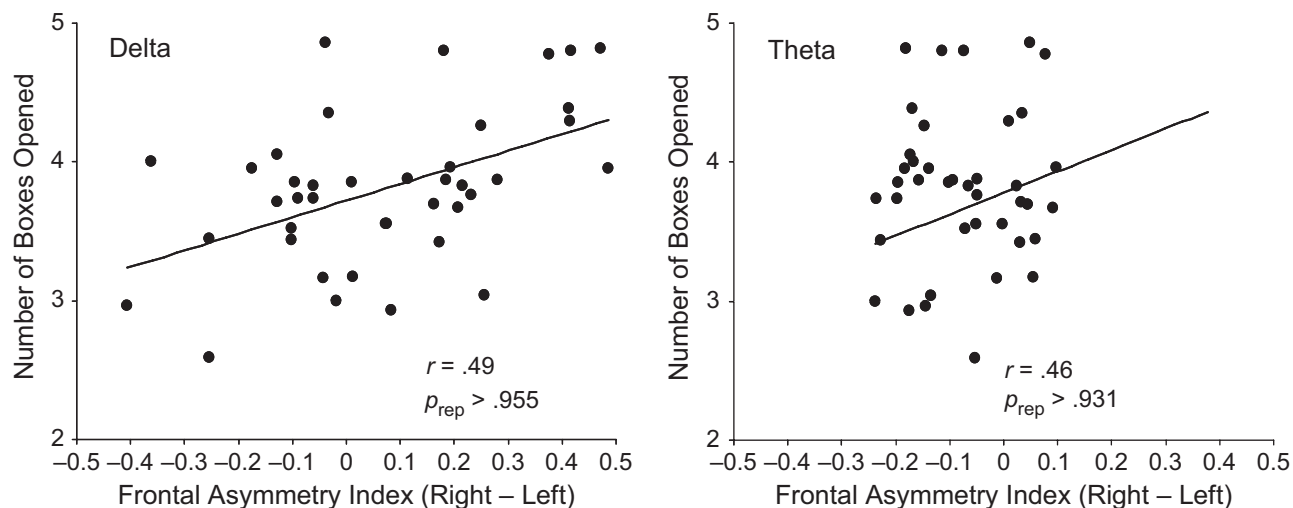 Delta
Number of Boxes Opened
5
4
3
2
r = .49
prep > .955
–0.5 –0.4 –0.3 –0.2 –0.1 0 0.1 0.2 0.3 0.4 0.5
Frontal Asymmetry Index (Right – Left)
Theta
Number of Boxes Opened
5
4
3
2
r = .46
prep > .931
–0.5 –0.4 –0.3 –0.2 –0.1 0 0.1 0.2 0.3 0.4 0.5
Frontal Asymmetry Index (Right – Left)